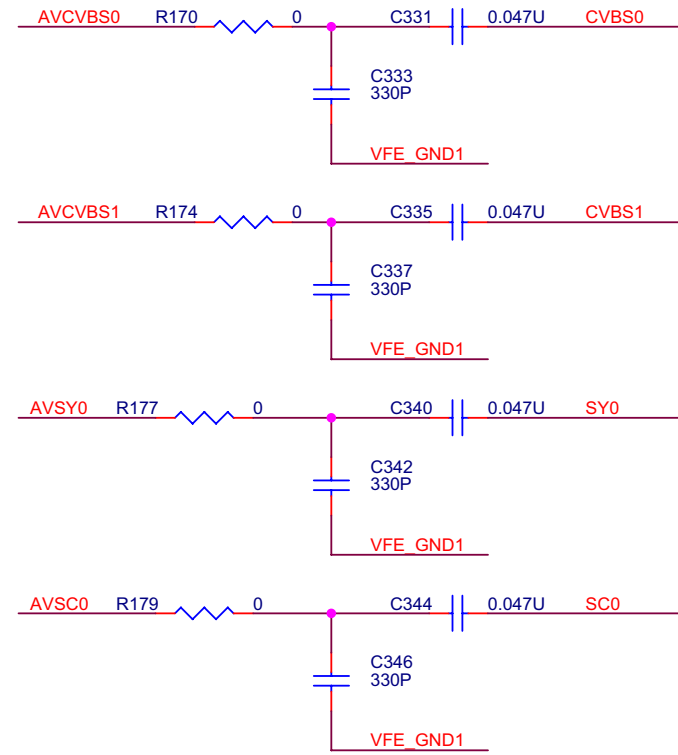 AVCVBS0 R170 0 C331 0.047U CVBS0
C333
330P
VFE_GND1
AVCVBS1 R174 0 C335 0.047U CVBS1
C337
330P
VFE_GND1
AVSY0 R177 0 C340 0.047U SY0
C342
330P
VFE_GND1
AVSC0 R179 0 C344 0.047U SC0
C346
330P
VFE_GND1